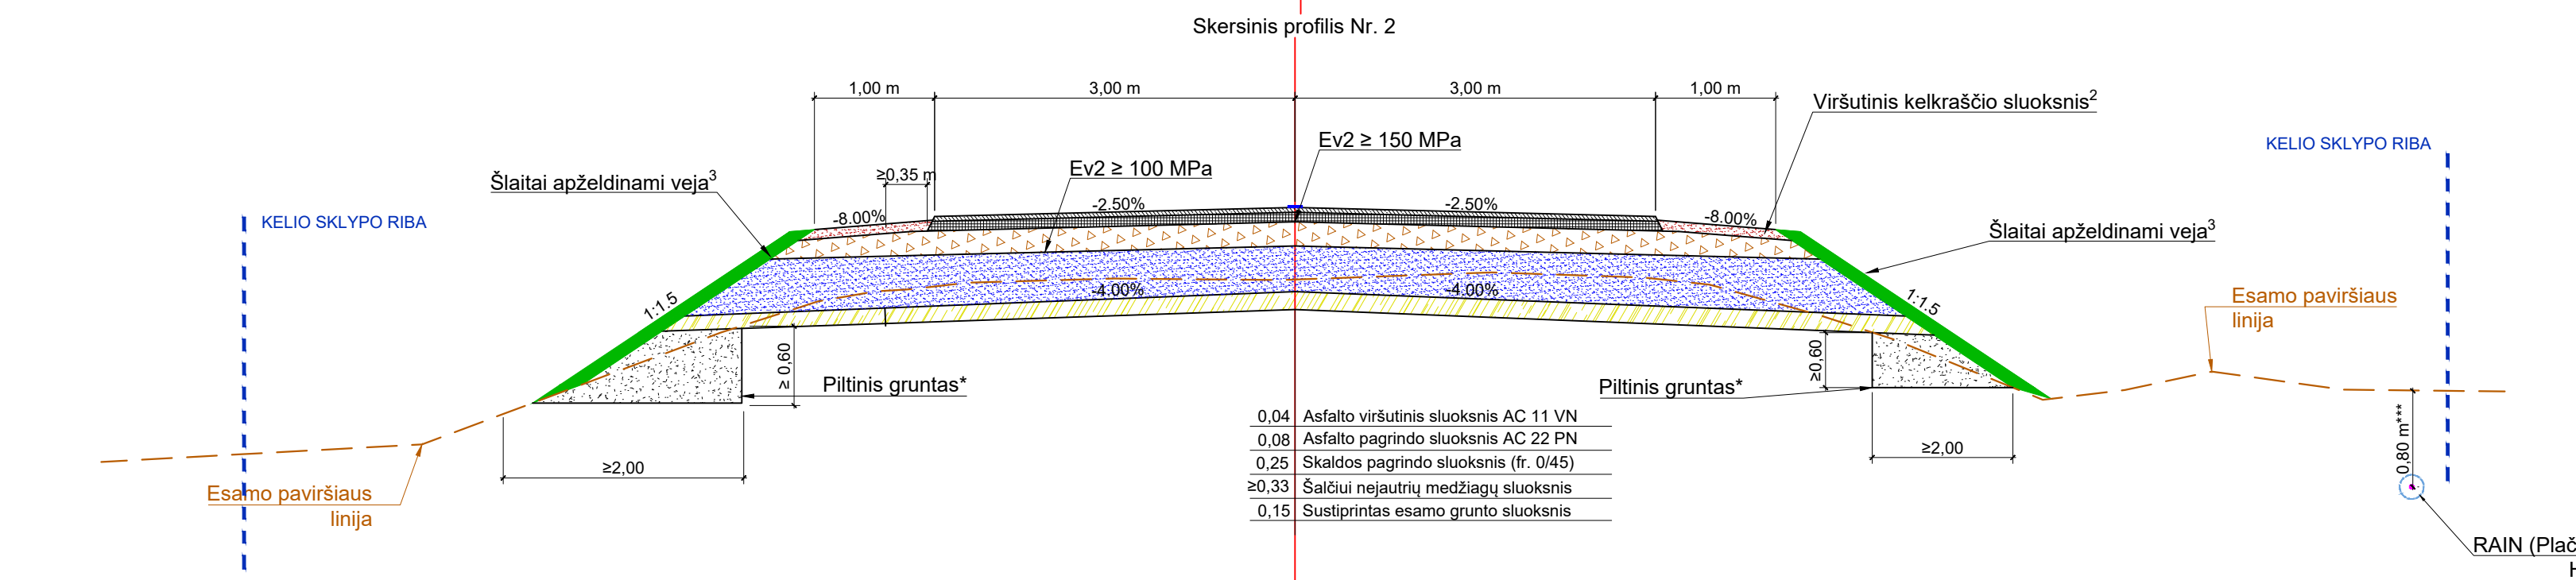 Skersinis profilis Nr. 2
1,00 m
3,00 m
3,00 m
1,00 m
Viršutinis kelkraščio sluoksnis²
KELIO SKLYPO RIBA
Ev2 ≥ 150 MPa
Ev2 ≥ 100 MPa
≥0,35 m
Šlaitai apželdinami veja³
KELIO SKLYPO RIBA
-8.00%
-2.50%
-2.50%
-8.00%
Šlaitai apželdinami veja³
1:1.5
-4.00%
-4.00%
1:1.5
Esamo paviršiaus
linija
≥ 0,60
≥0,60
Piltinis gruntas*
Piltinis gruntas*
0,04 Asfalto viršutinis sluoksnis AC 11 VN
0,08 Asfalto pagrindo sluoksnis AC 22 PN
0,25 Skaldos pagrindo sluoksnis (fr. 0/45)
≥0,33 Šalčiui nejautrių medžiagų sluoksnis
0,15 Sustiprintas esamo grunto sluoksnis
≥2,00
≥2,00
0,80 m***
Esamo paviršiaus
linija
RAIN (Plač